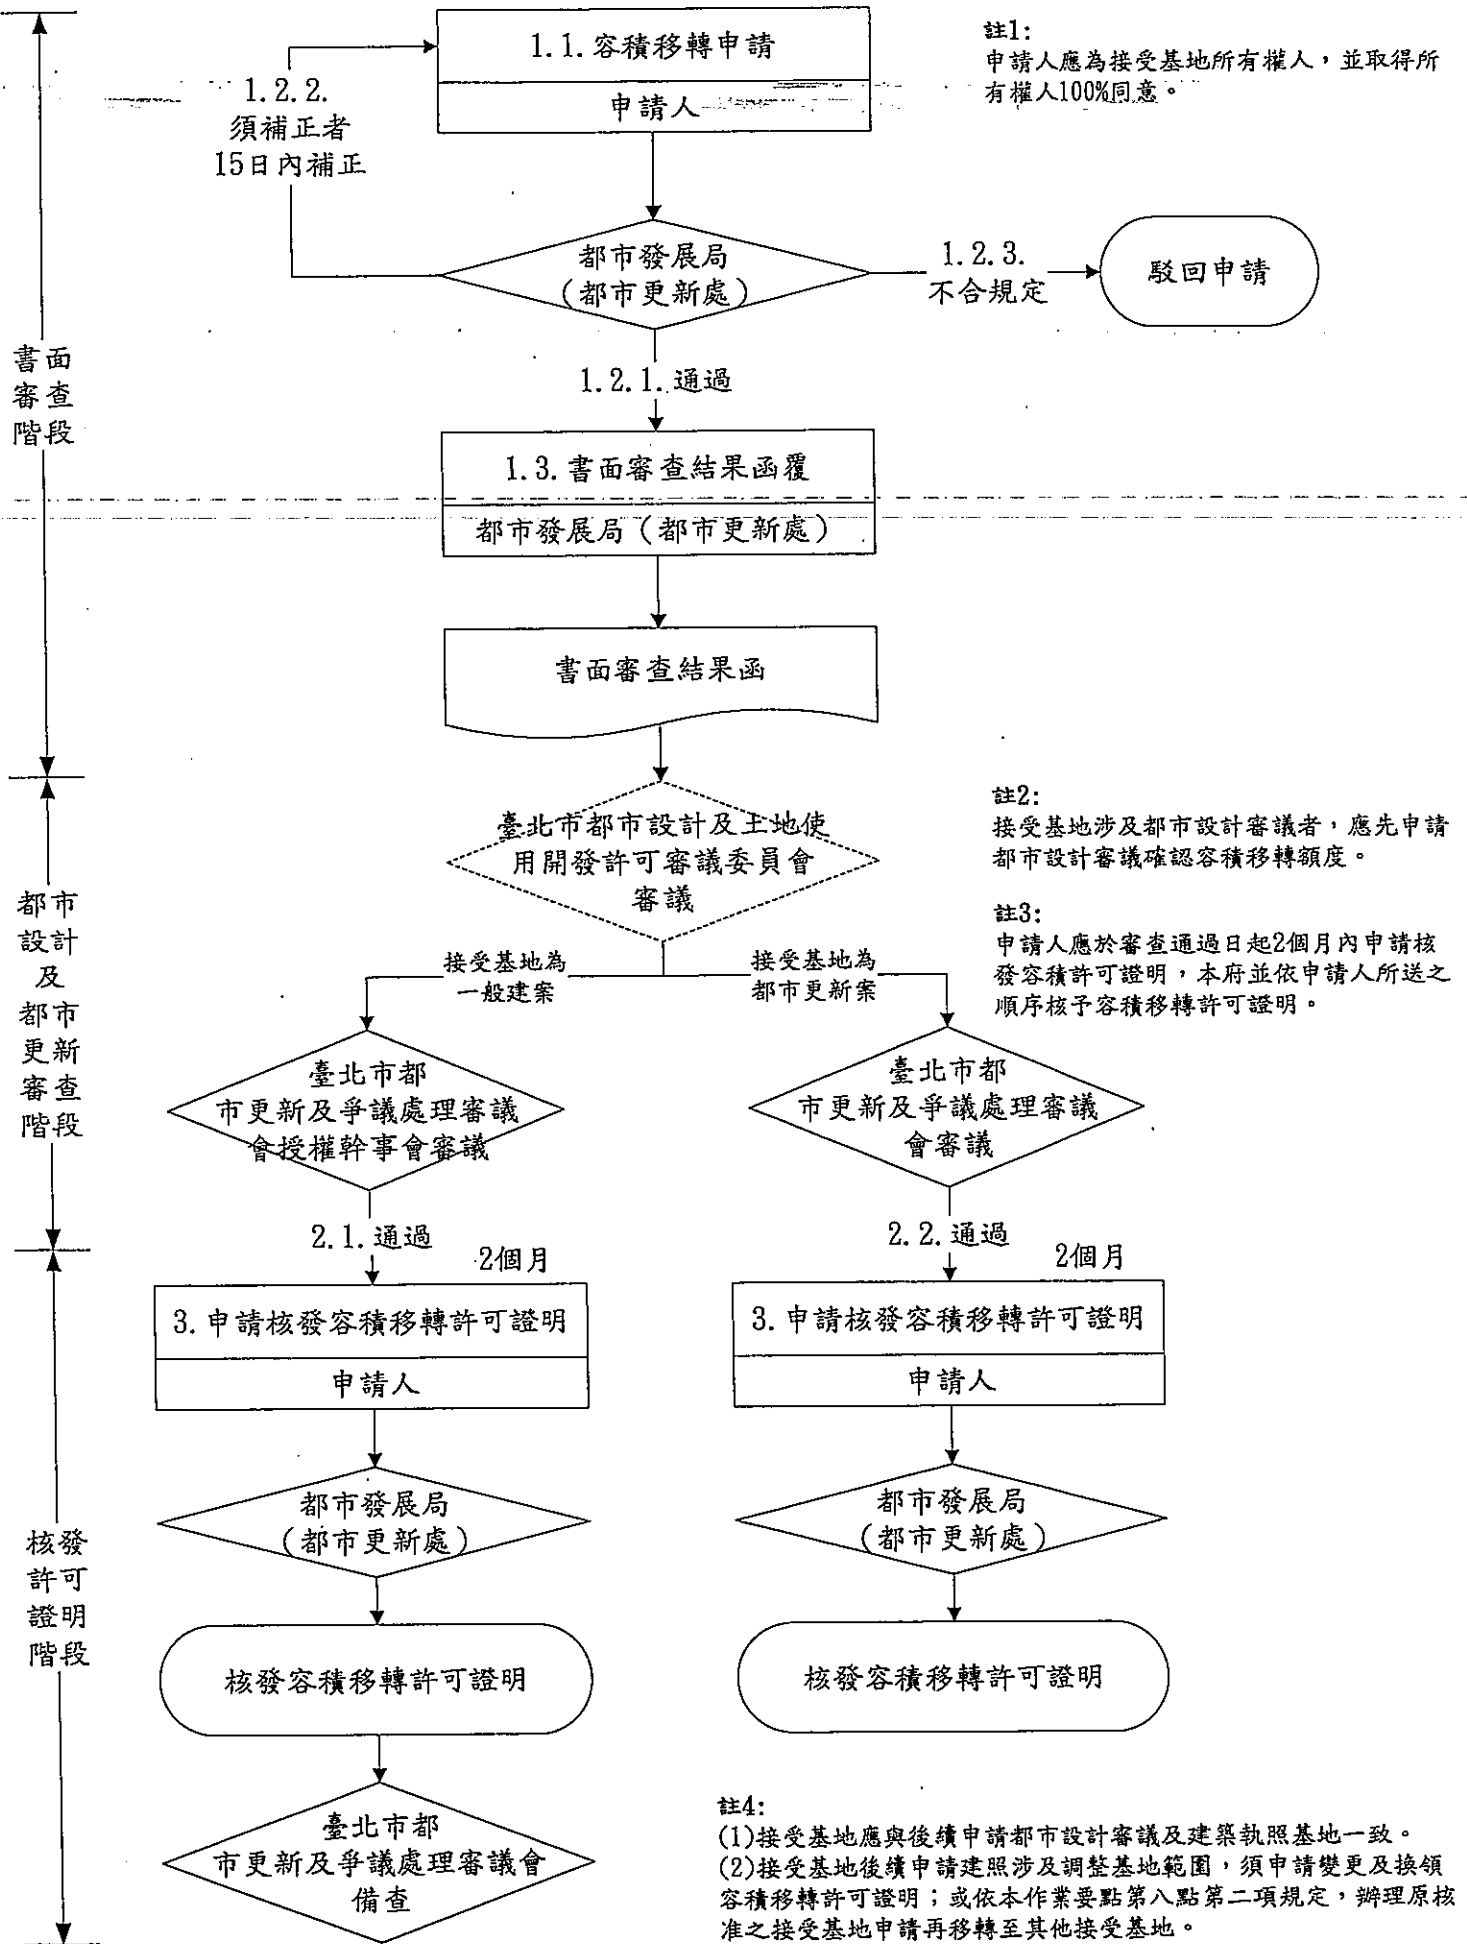 1.1.容積移轉申請
申請人
註1:
申請人應為接受基地所有權人，並取得所
有權人100%同意。
1.2.2.
須補正者
15日內補正
都市發展局
(都市更新處)
1.2.3.
不合規定
駁回申請
1.2.1.通過
書面
審查
階段
1.3.書面審查結果函覆
都市發展局（都市更新處）
書面審查結果函
臺北市都市設計及土地使
用開發許可審議委員會
審議
註2:
接受基地涉及都市設計審議者，應先申請
都市設計審議確認容積移轉額度。
註3:
申請人應於審查通過日起2個月內申請核
發容積許可證明，本府並依申請人所送之
順序核予容積移轉許可證明。
都市
設計
及
都市
更新
審查
階段
接受基地為
一般建案
接受基地為
都市更新案
臺北市都
市更新及爭議處理審議
會授權幹事會審議
臺北市都
市更新及爭議處理審議
會審議
2.1.通過
2個月
2.2.通過
2個月
3.申請核發容積移轉許可證明
申請人
3.申請核發容積移轉許可證明
申請人
都市發展局
(都市更新處)
都市發展局
(都市更新處)
核發
許可
證明
階段
核發容積移轉許可證明
核發容積移轉許可證明
臺北市都
市更新及爭議處理審議會
備查
註4:
(1)接受基地應與後續申請都市設計審議及建築執照基地一致。
(2)接受基地後續申請建照涉及調整基地範圍，須申請變更及換領
容積移轉許可證明；或依本作業要點第八點第二項規定，辦理原核
准之接受基地申請再移轉至其他接受基地。